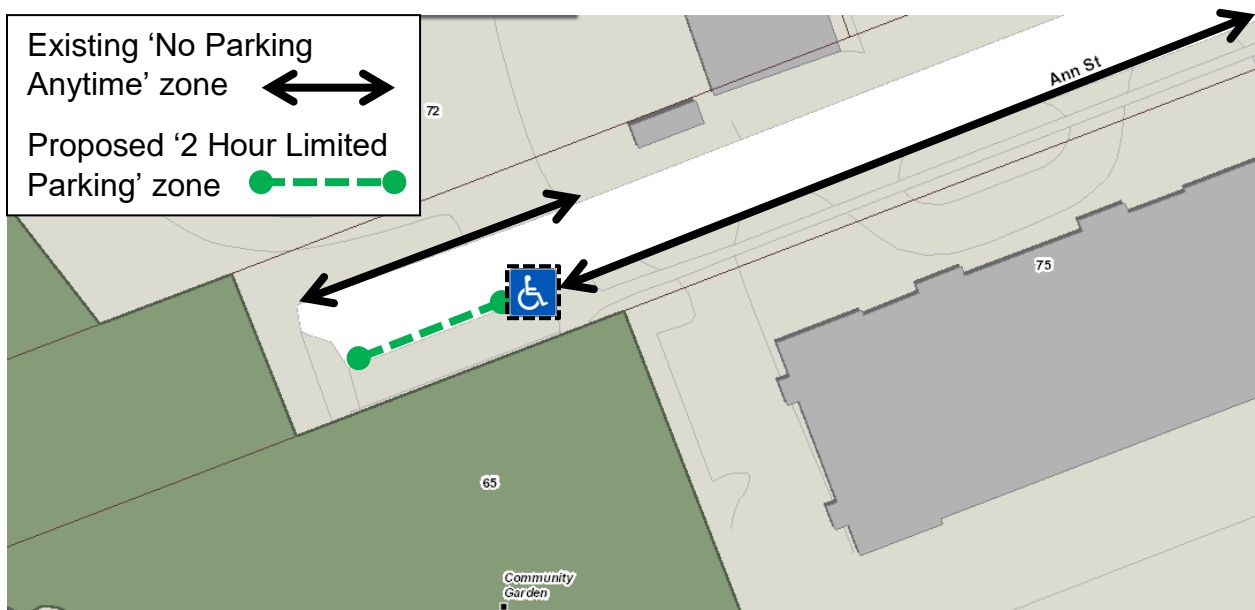 Existing ‘No Parking
Anytime’ zone
Proposed ‘2 Hour Limited
Parking’ zone
72
Ann St
75
65
Community
Garden